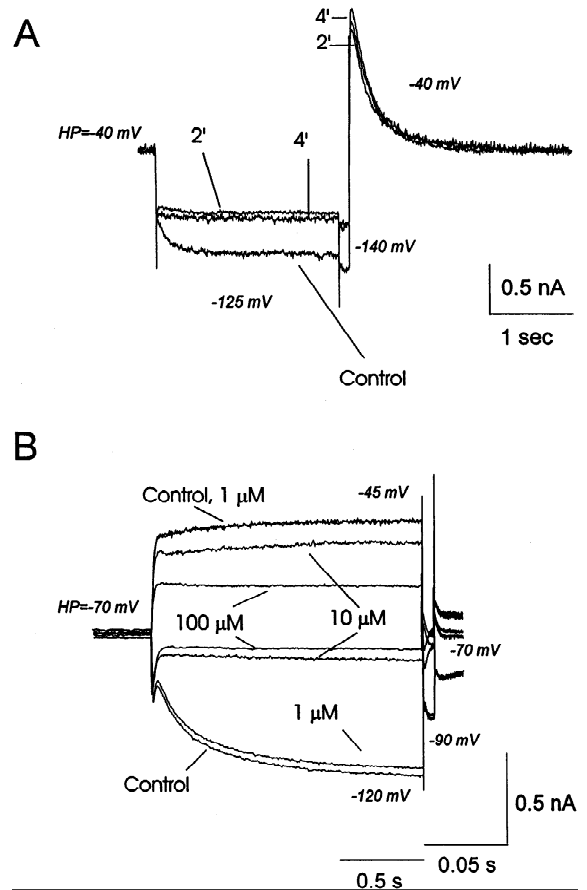 A
4'
2'
-40 mV
HP=-40 mV
2'
4'
-140 mV
-125 mV
0.5 nA
1 sec
Control
B
Control, 1 μM
-45 mV
HP=-70 mV
100 μM
10 μM
-70 mV
1 μM
-90 mV
Control
-120 mV
0.5 nA
0.05 s
0.5 s